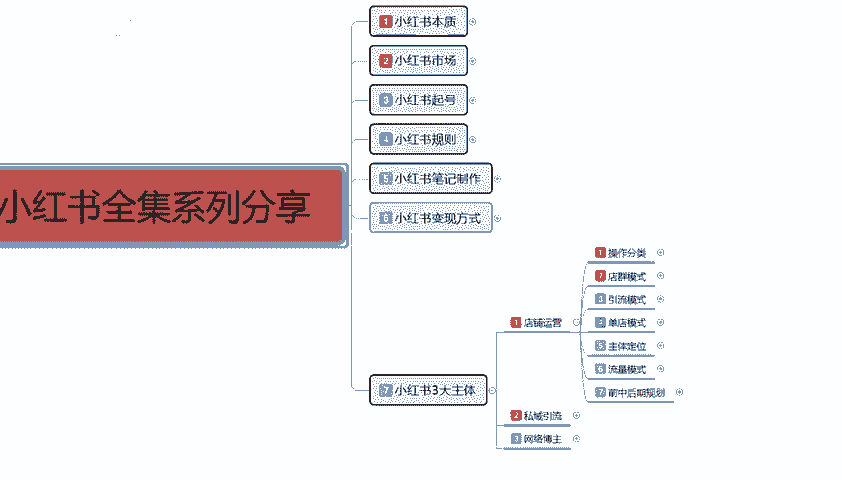 小红书全集系列分享
1 小红书本质
2 小红书市场
3 小红书起号
4 小红书规则
5 小红书笔记制作
6 小红书变现方式
7 小红书3大主体
1 店铺运营
1 操作分类
2 店群模式
3 引流模式
4 单店模式
5 主体定位
6 流量模式
7 前中后期规划
2 私域引流
3 网络博主